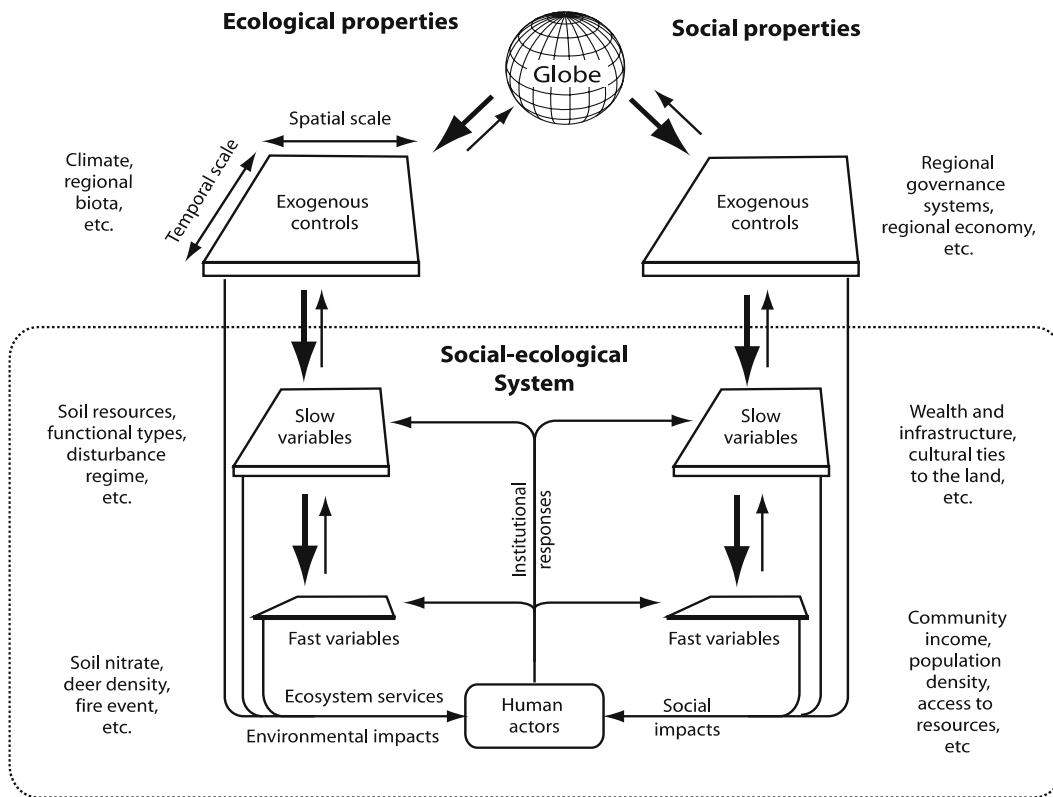 Ecological properties
Social properties
Globe
Spatial scale
Temporal scale
Climate,
regional
biota,
etc.
Exogenous
controls
Exogenous
controls
Regional
governance
systems,
regional economy,
etc.
Social-ecological
System
Soil resources,
functional types,
disturbance
regime,
etc.
Slow
variables
Slow
variables
Wealth and
infrastructure,
cultural ties
to the land,
etc.
Institutional
responses
Fast variables
Fast variables
Soil nitrate,
deer density,
fire event,
etc.
Ecosystem services
Environmental impacts
Human
actors
Social
impacts
Community
income,
population
density,
access to
resources,
etc